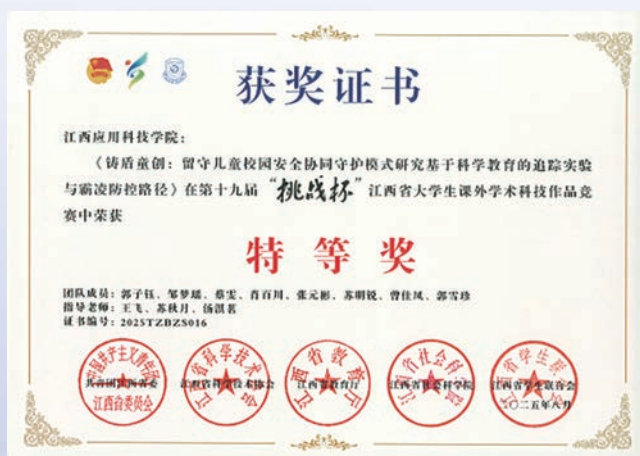 获奖证书
江西应用科技学院：
《铸盾童创：留守儿童校园安全协同守护模式研究基于科学教育的追踪实验
与霸凌防控路径》在第十九届“挑战杯”江西省大学生课外学术科技作品竞
赛中荣获
特等奖
团队成员：郭子钰、邹梦瑶、蔡雯、肖百川、张元彬、苏明锐、曾佳凤、郭雪珍
指导老师：王飞、苏秋月、汤淇茗
证书编号：2025TZBZS016
共青团江西省委 江西省科学技术协会 江西省教育厅 江西省社会科学院 江西省学生联合会
二〇二五年八月